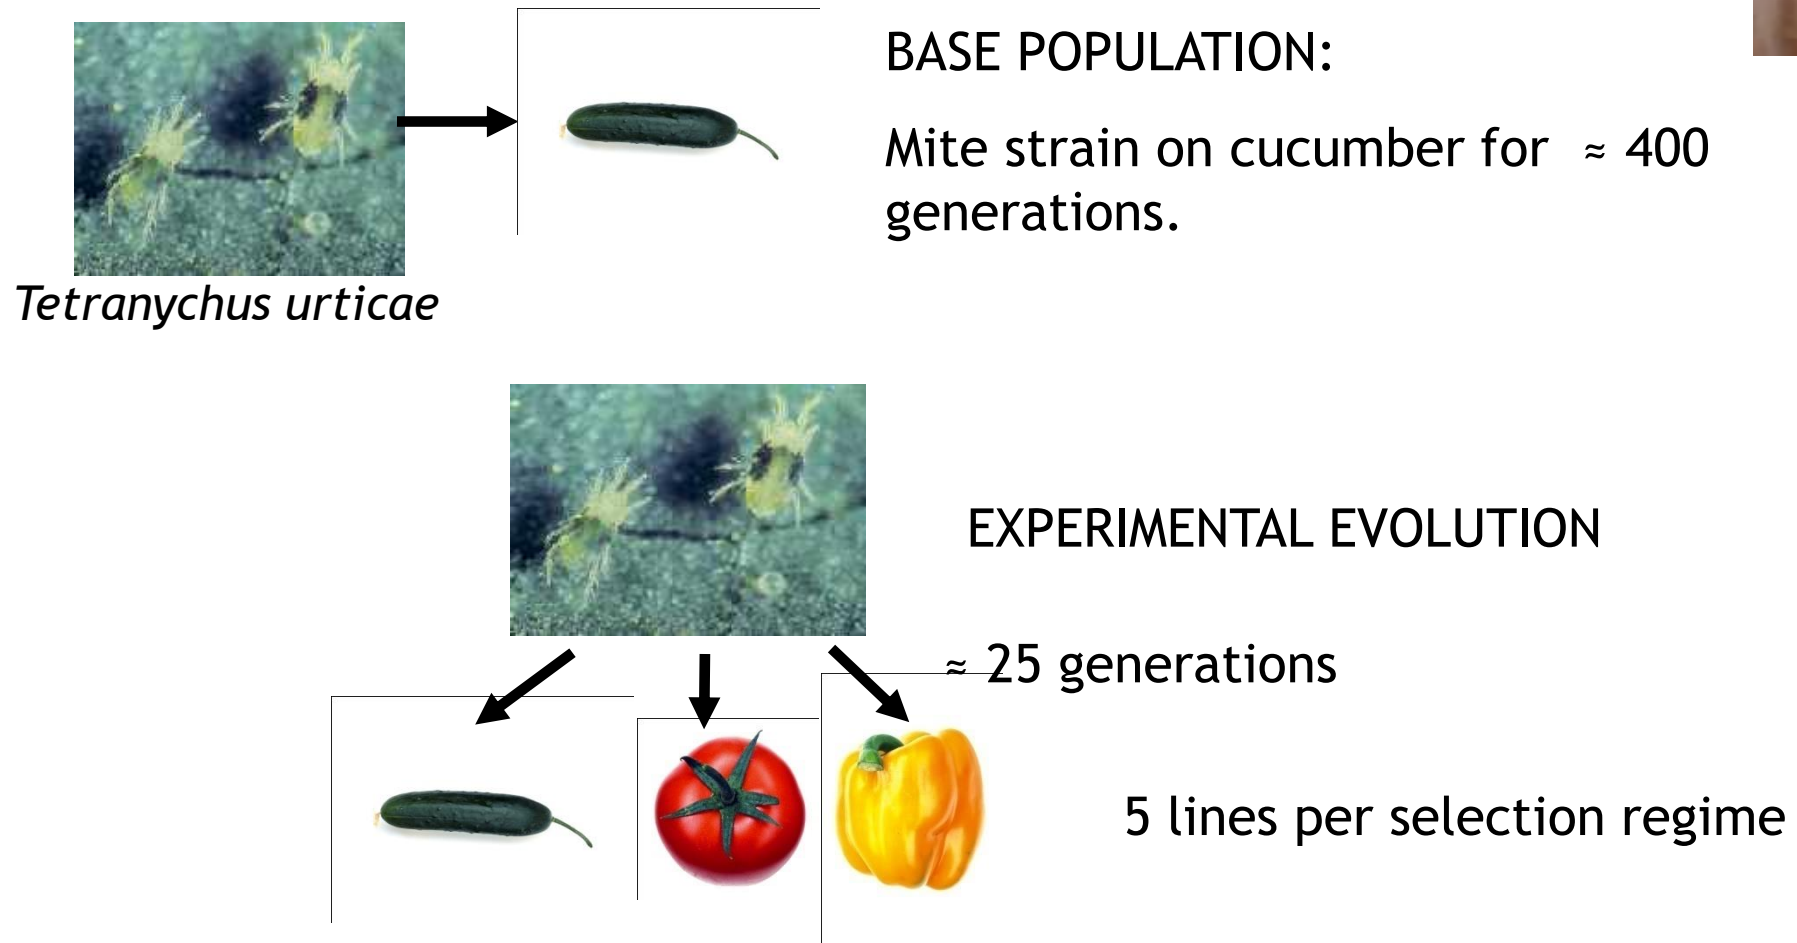 BASE POPULATION:
Mite strain on cucumber for ≈ 400
generations.
Tetranychus urticae
EXPERIMENTAL EVOLUTION
≈ 25 generations
5 lines per selection regime